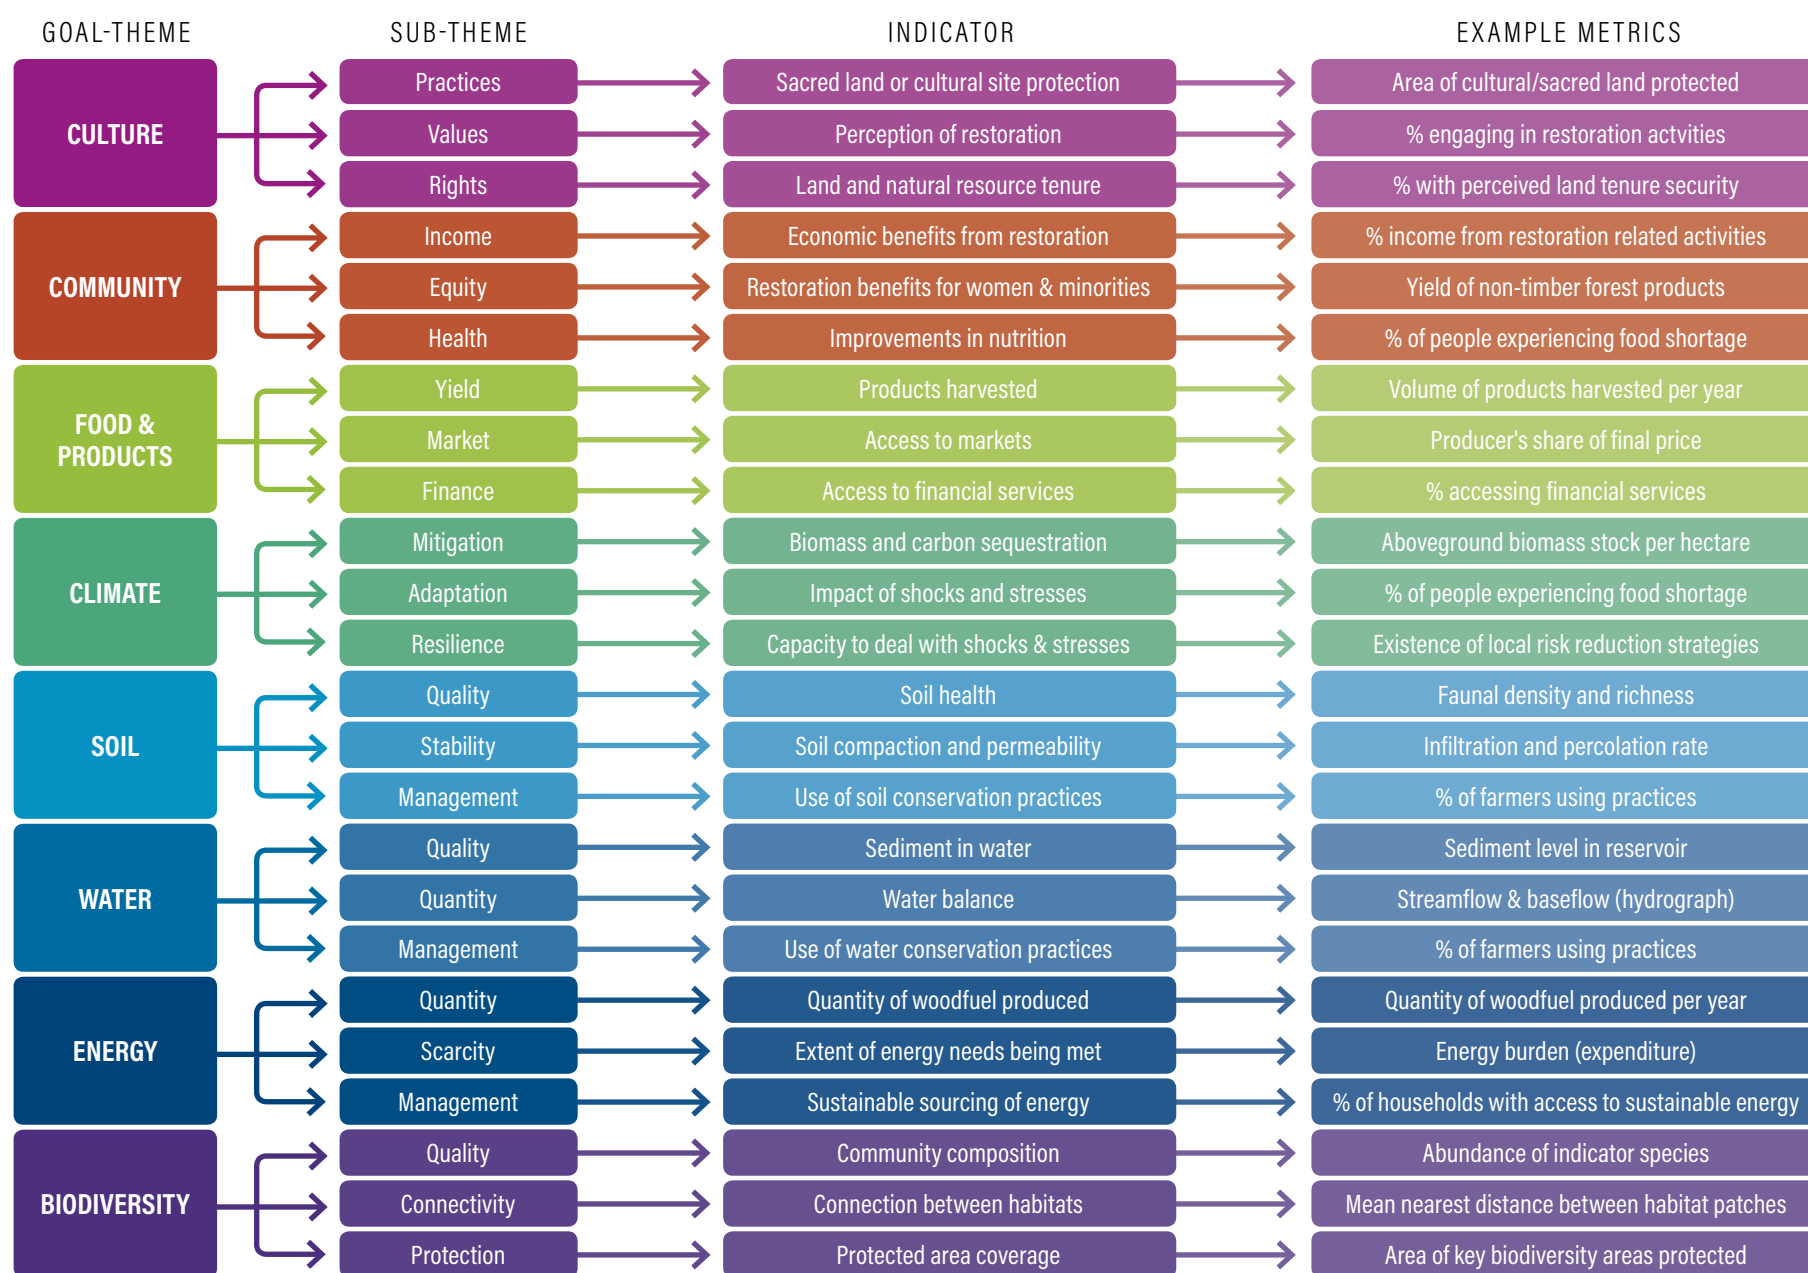 GOAL-THEME SUB-THEME INDICATOR EXAMPLE METRICS
CULTURE
Practices Sacred land or cultural site protection Area of cultural/sacred land protected
Values Perception of restoration % engaging in restoration actvities
Rights Land and natural resource tenure % with perceived land tenure security
COMMUNITY
Income Economic benefits from restoration % income from restoration related activities
Equity Restoration benefits for women & minorities Yield of non-timber forest products
Health Improvements in nutrition % of people experiencing food shortage
FOOD &
PRODUCTS
Yield Products harvested Volume of products harvested per year
Market Access to markets Producer's share of final price
Finance Access to financial services % accessing financial services
CLIMATE
Mitigation Biomass and carbon sequestration Aboveground biomass stock per hectare
Adaptation Impact of shocks and stresses % of people experiencing food shortage
Resilience Capacity to deal with shocks & stresses Existence of local risk reduction strategies
SOIL
Quality Soil health Faunal density and richness
Stability Soil compaction and permeability Infiltration and percolation rate
Management Use of soil conservation practices % of farmers using practices
WATER
Quality Sediment in water Sediment level in reservoir
Quantity Water balance Streamflow & baseflow (hydrograph)
Management Use of water conservation practices % of farmers using practices
ENERGY
Quantity Quantity of woodfuel produced Quantity of woodfuel produced per year
Scarcity Extent of energy needs being met Energy burden (expenditure)
Management Sustainable sourcing of energy % of households with access to sustainable energy
BIODIVERSITY
Quality Community composition Abundance of indicator species
Connectivity Connection between habitats Mean nearest distance between habitat patches
Protection Protected area coverage Area of key biodiversity areas protected